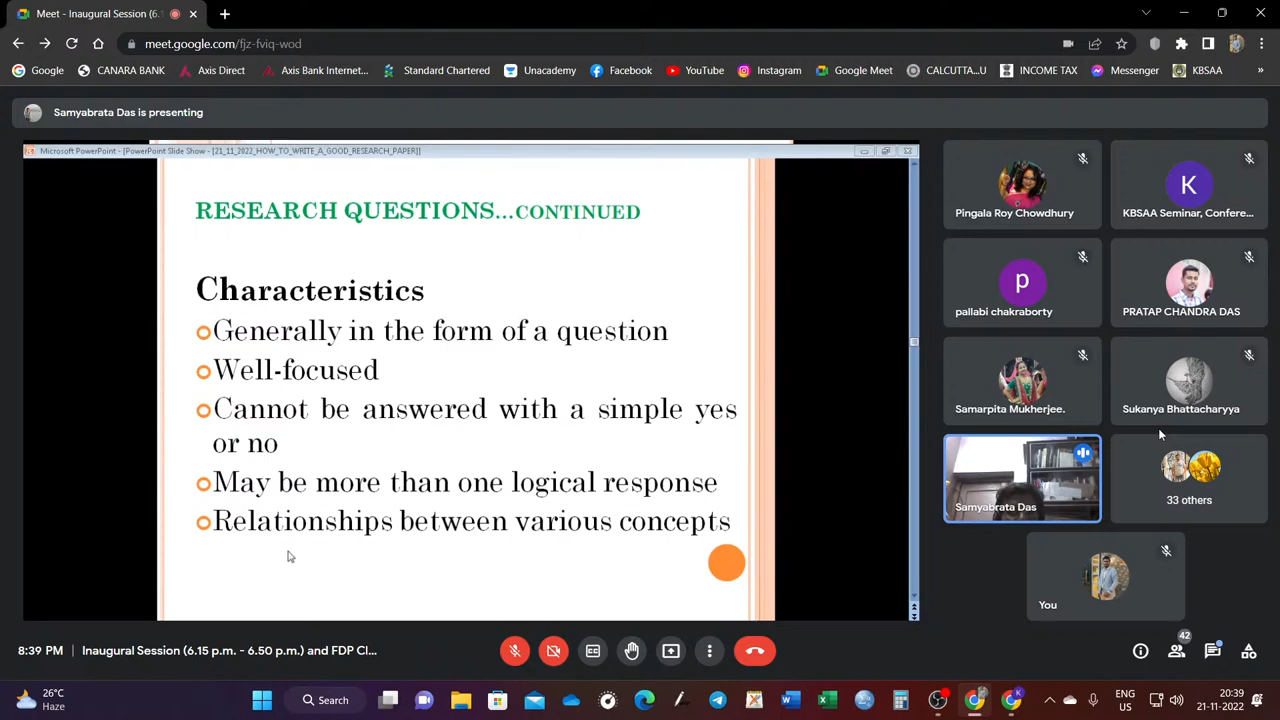 Meet - Inaugural Session (6.1
meet.google.com/fjz-fviq-wod
Google
CANARA BANK
Axis Direct
Axis Bank Internet...
Standard Chartered
Unacademy
Facebook
YouTube
Instagram
Google Meet
CALCUTTA...U
INCOME TAX
Messenger
KBSAA
»
Samyabrata Das is presenting
Microsoft PowerPoint - [PowerPoint Slide Show - [21_11_2022_HOW_TO_WRITE_A_GOOD_RESEARCH_PAPER]]
RESEARCH QUESTIONS...CONTINUED
Characteristics
Generally in the form of a question
Well-focused
Cannot be answered with a simple yes
or no
May be more than one logical response
Relationships between various concepts
Pingala Roy Chowdhury
K
KBSAA Seminar, Confere...
p
pallabi chakraborty
PRATAP CHANDRA DAS
Samarpita Mukherjee.
Sukanya Bhattacharyya
Samyabrata Das
33 others
You
8:39 PM
Inaugural Session (6.15 p.m. - 6.50 p.m.) and FDP Cl...
42
26°C
Haze
Search
ENG
US
20:39
21-11-2022